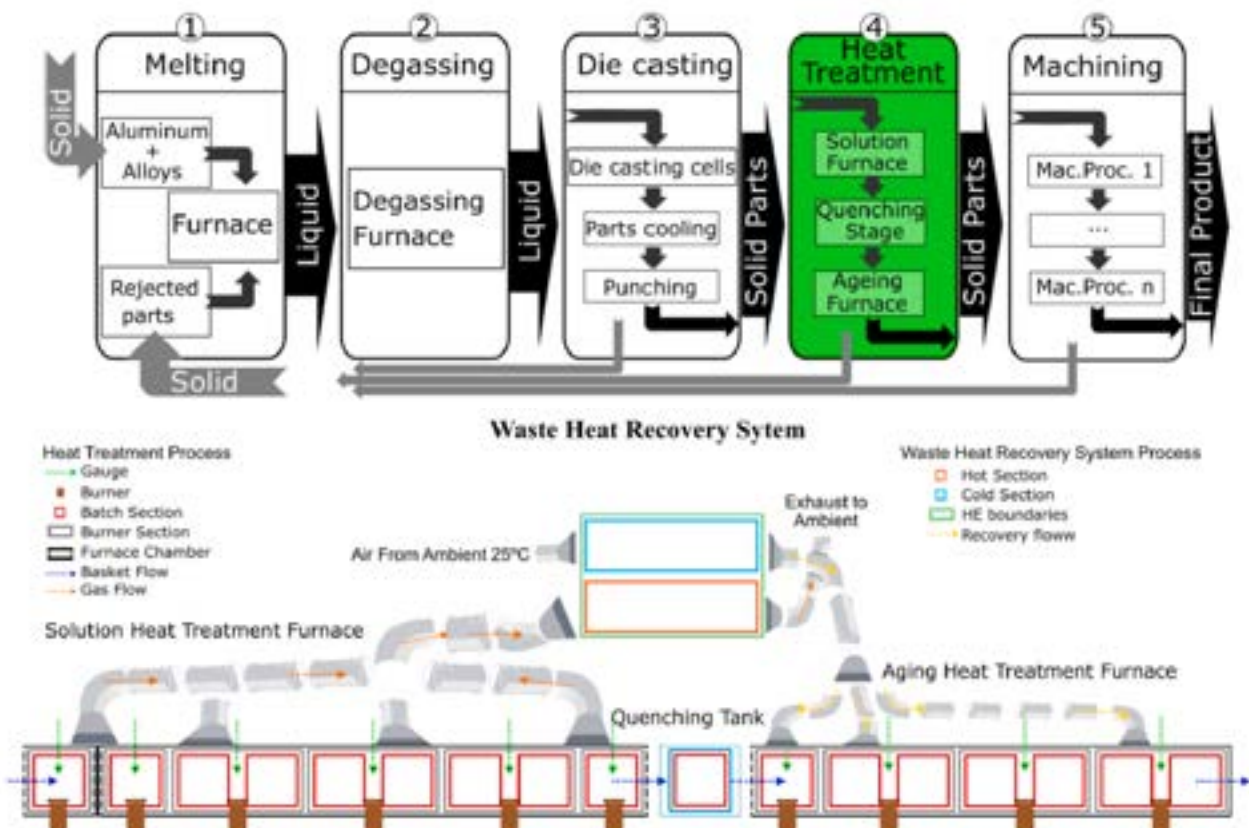 1
Melting
Solid
Aluminum
+
Alloys
Furnace
Rejected
parts
Solid
Liquid
2
Degassing
Degassing
Furnace
Liquid
3
Die casting
Die casting cells
Parts cooling
Punching
Solid Parts
4
Heat
Treatment
Solution
Furnace
Quenching
Stage
Ageing
Furnace
Solid Parts
5
Machining
Mac.Proc. 1
...
Mac.Proc. n
Final Product
Waste Heat Recovery Sytem
Heat Treatment Process
Gauge
Burner
Batch Section
Burner Section
Furnace Chamber
Basket Flow
Gas Flow
Waste Heat Recovery System Process
Hot Section
Cold Section
HE boundaries
Recovery floww
Exhaust to
Ambient
Air From Ambient 25ºC
Solution Heat Treatment Furnace
Aging Heat Treatment Furnace
Quenching Tank